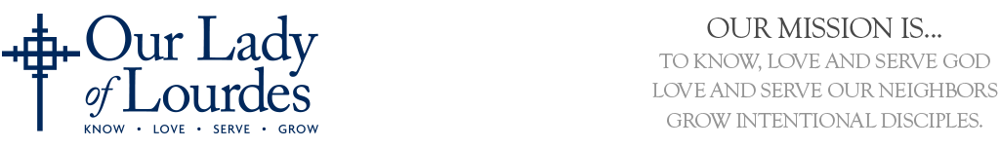 Our Lady
of Lourdes
KNOW • LOVE • SERVE • GROW
OUR MISSION IS...
TO KNOW, LOVE AND SERVE GOD
LOVE AND SERVE OUR NEIGHBORS
GROW INTENTIONAL DISCIPLES.